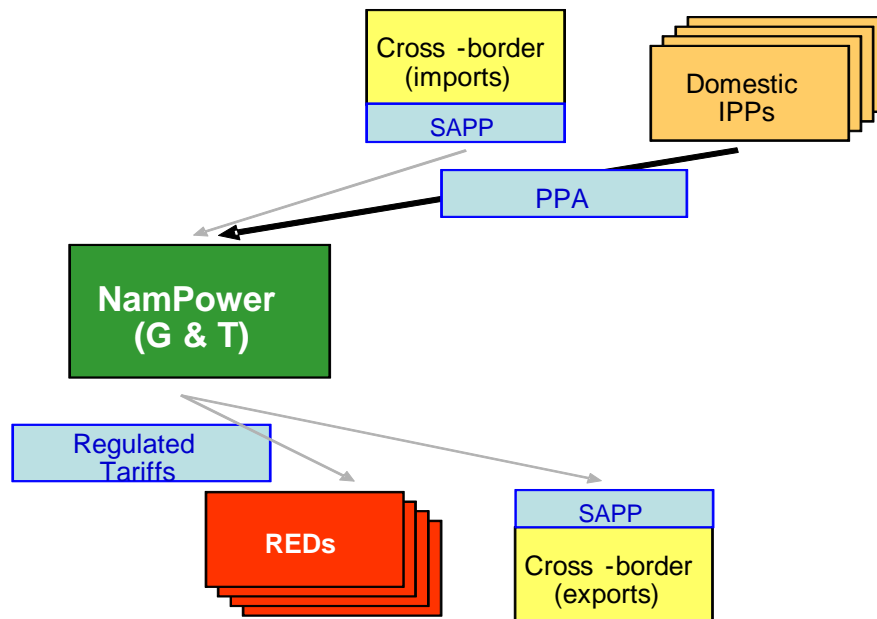 Cross -border
(imports)
SAPP
Domestic
IPPs
PPA
NamPower
(G & T)
Regulated
Tariffs
REDs
SAPP
Cross -border
(exports)